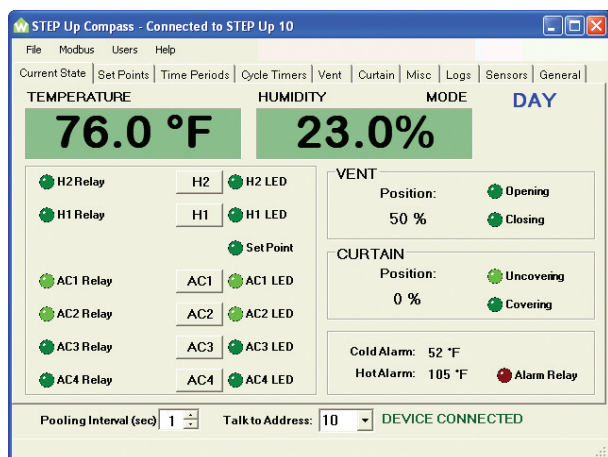 STEP Up Compass - Connected to STEP Up 10
File Modbus Users Help
Current State Set Points Time Periods Cycle Timers Vent Curtain Misc Logs Sensors General
TEMPERATURE HUMIDITY MODE DAY
76.0 °F 23.0%
H2 Relay H2 H2 LED
H1 Relay H1 H1 LED
Set Point
AC1 Relay AC1 AC1 LED
AC2 Relay AC2 AC2 LED
AC3 Relay AC3 AC3 LED
AC4 Relay AC4 AC4 LED
VENT
Position: Opening
50 % Closing
CURTAIN
Position: Uncovering
0 % Covering
Cold Alarm: 52 °F
Hot Alarm: 105 °F Alarm Relay
Pooling Interval (sec) 1 Talk to Address: 10 DEVICE CONNECTED